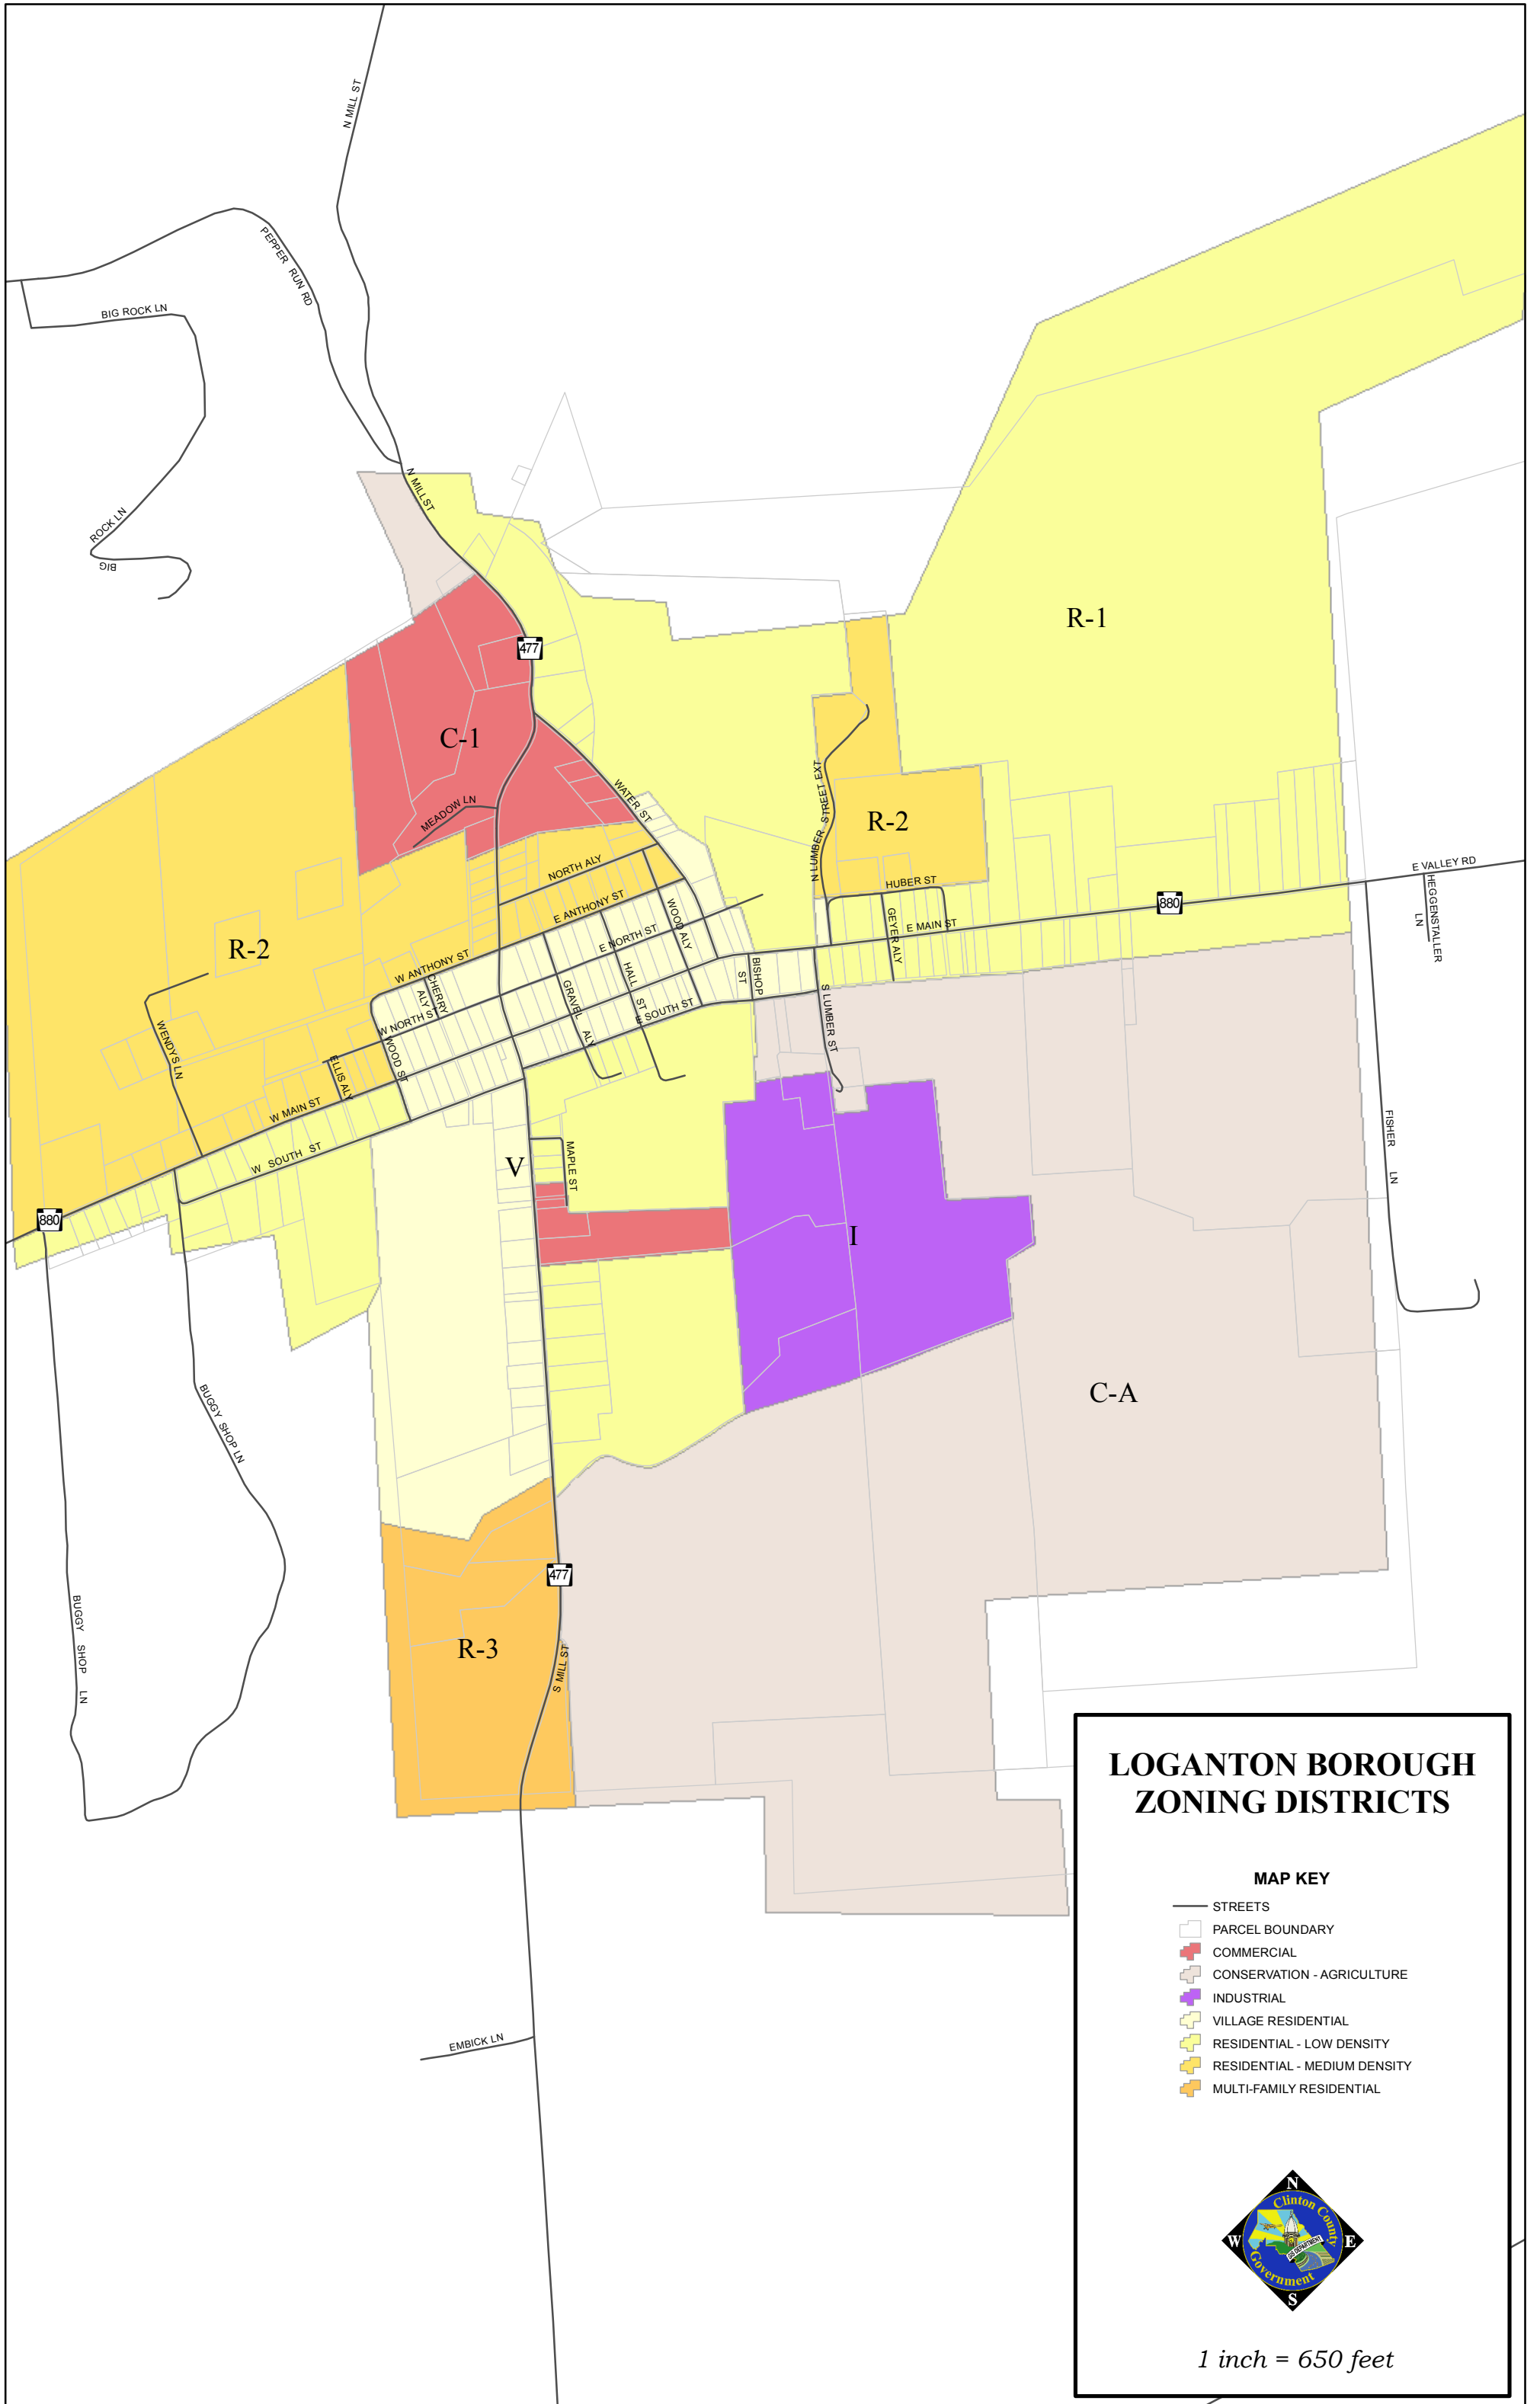 N MILL ST
PEPPER RUN RD
BIG ROCK LN
N MILL ST
ROCK LN
BIG
R-1
477
C-1
WATER ST
MEADOW LN
N LUMBER STREET EXT
R-2
NORTH ALY
E VALLEY RD
HEGGENSTALLER
LN
HUBER ST
880
E ANTHONY ST
WOOD ALY
GEYER ALY
E MAIN ST
E NORTH ST
R-2
W ANTHONY ST
CHERRY
ALY
GRAVEL ALY
HALL ST
BISHOP
ST
S LUMBER ST
E SOUTH ST
W NORTH ST
WENDYS LN
WOOD ST
ELLIS ALY
W MAIN ST
W SOUTH ST
MAPLE ST
V
FISHER LN
880
I
C-A
BUGGY SHOP LN
477
BUGGY SHOP LN
R-3
S MILL ST
EMBICK LN
LOGANTON BOROUGH
ZONING DISTRICTS
MAP KEY
STREETS
PARCEL BOUNDARY
COMMERCIAL
CONSERVATION - AGRICULTURE
INDUSTRIAL
VILLAGE RESIDENTIAL
RESIDENTIAL - LOW DENSITY
RESIDENTIAL - MEDIUM DENSITY
MULTI-FAMILY RESIDENTIAL
N
Clinton County
W
E
GIS DEPARTMENT
Government
S
1 inch = 650 feet